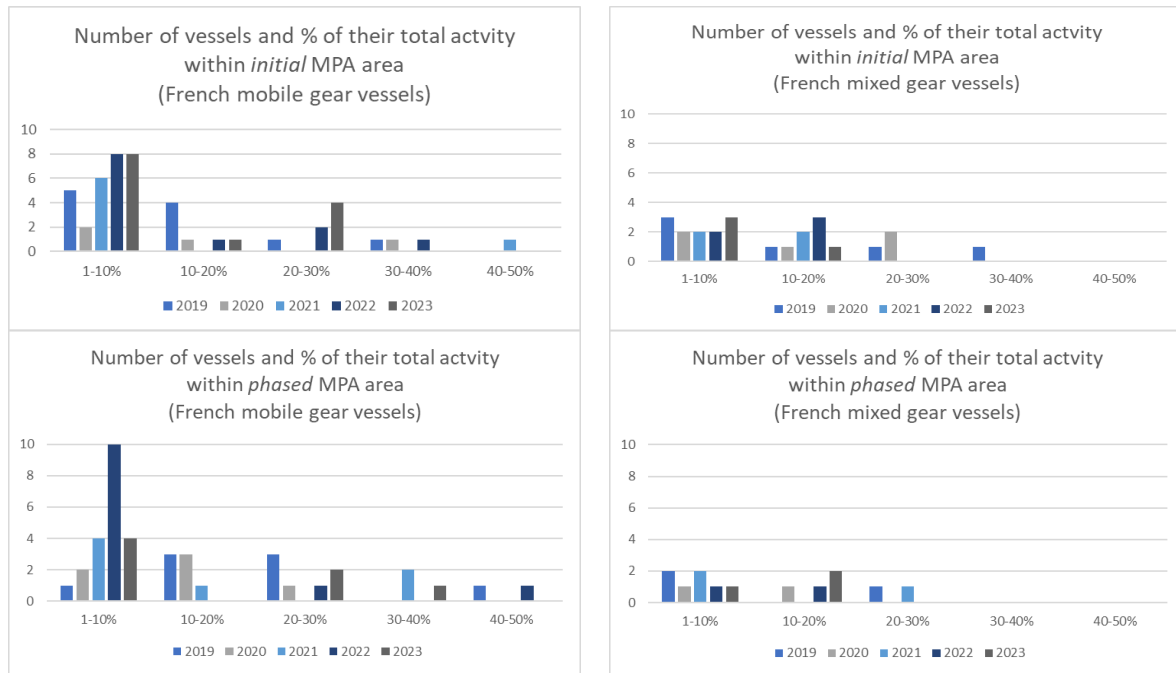 Number of vessels and % of their total actvity
within initial MPA area
(French mobile gear vessels)
10
8
6
4
2
0
1-10% 10-20% 20-30% 30-40% 40-50%
2019 2020 2021 2022 2023
Number of vessels and % of their total actvity
within initial MPA area
(French mixed gear vessels)
10
8
6
4
2
0
1-10% 10-20% 20-30% 30-40% 40-50%
2019 2020 2021 2022 2023
Number of vessels and % of their total actvity
within phased MPA area
(French mobile gear vessels)
10
8
6
4
2
0
1-10% 10-20% 20-30% 30-40% 40-50%
2019 2020 2021 2022 2023
Number of vessels and % of their total actvity
within phased MPA area
(French mixed gear vessels)
10
8
6
4
2
0
1-10% 10-20% 20-30% 30-40% 40-50%
2019 2020 2021 2022 2023